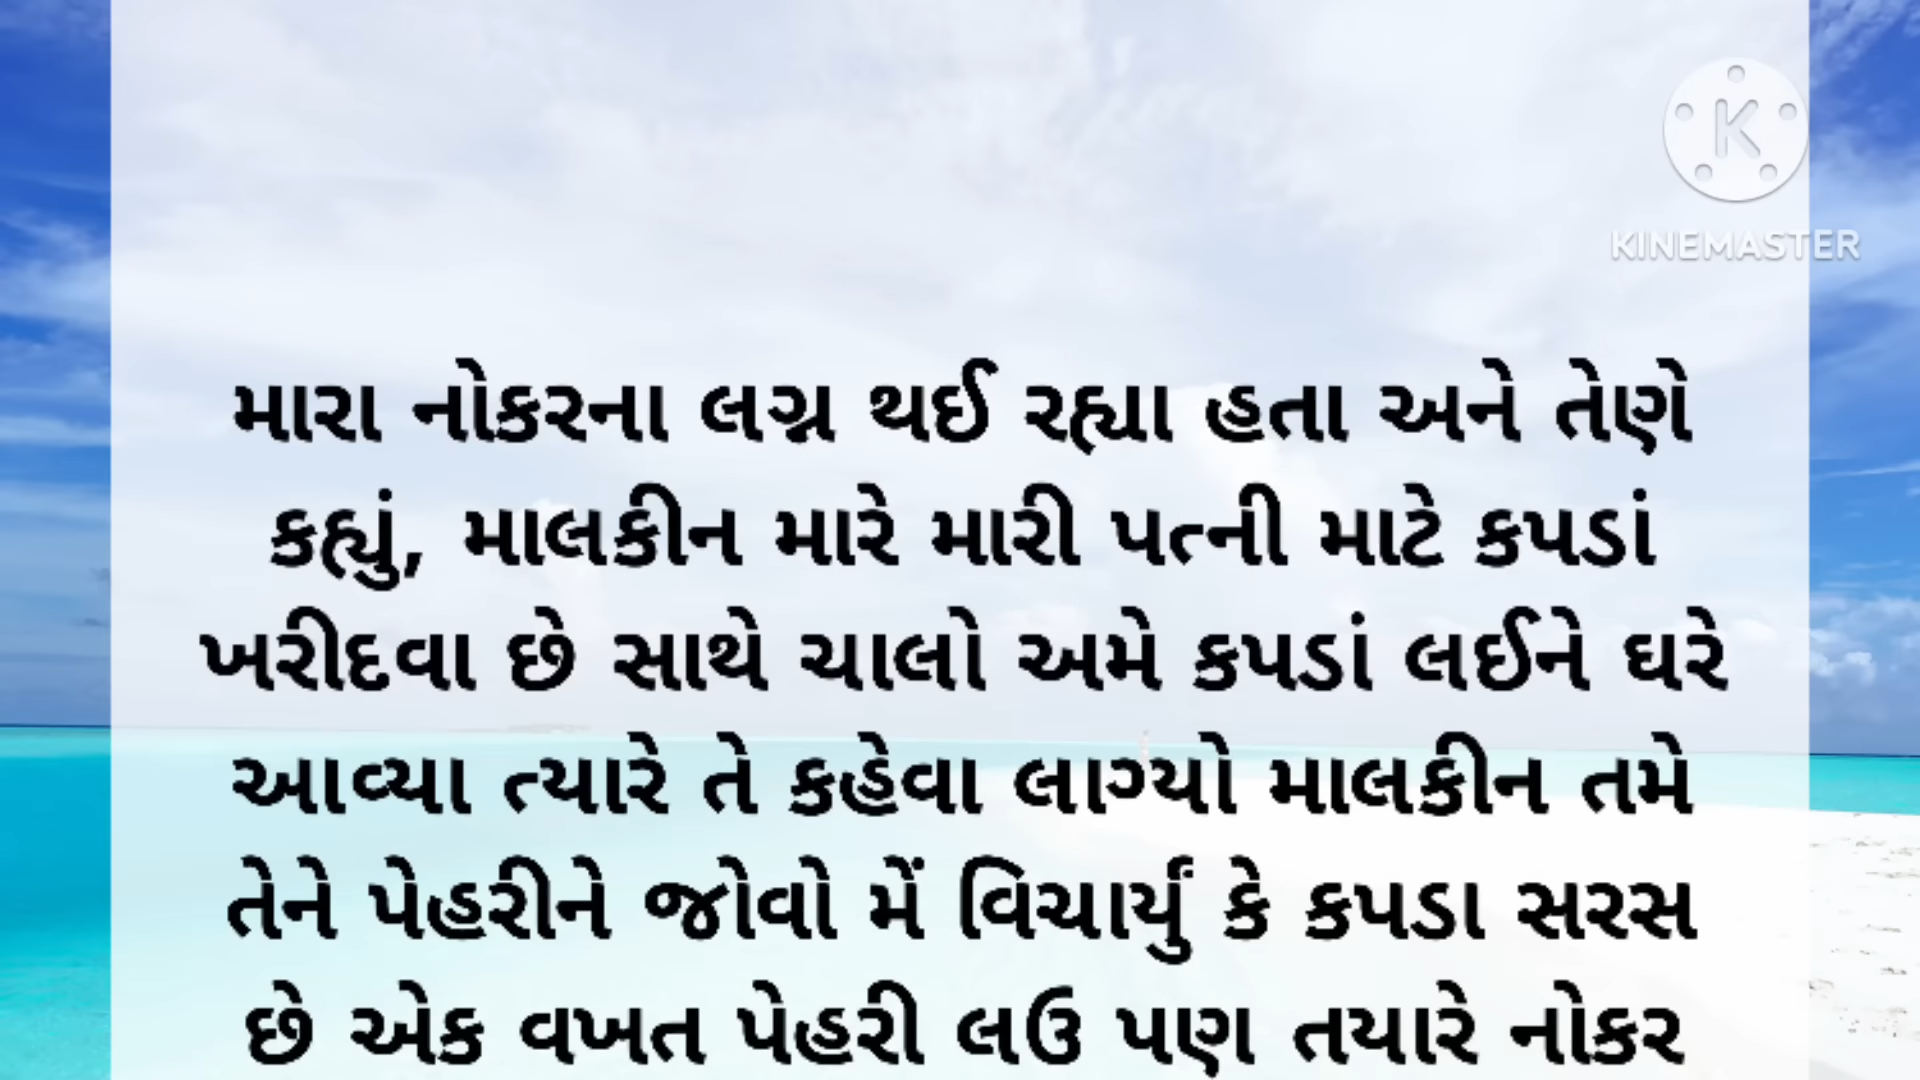 KINEMASTER
મારા નોકરના લગ્ન થઈ રહ્યા હતા અને તેણે
કહ્યું, માલકીન મારે મારી પત્ની માટે કપડાં
ખરીદવા છે સાથે ચાલો અમે કપડાં લઈને ઘરે
આવ્યા ત્યારે તે કહેવા લાગ્યો માલકીન તમે
તેને પેહરીને જોવો મેં વિચાર્યું કે કપડા સરસ
છે એક વખત પેહરી લઉ પણ તયારે નોકર